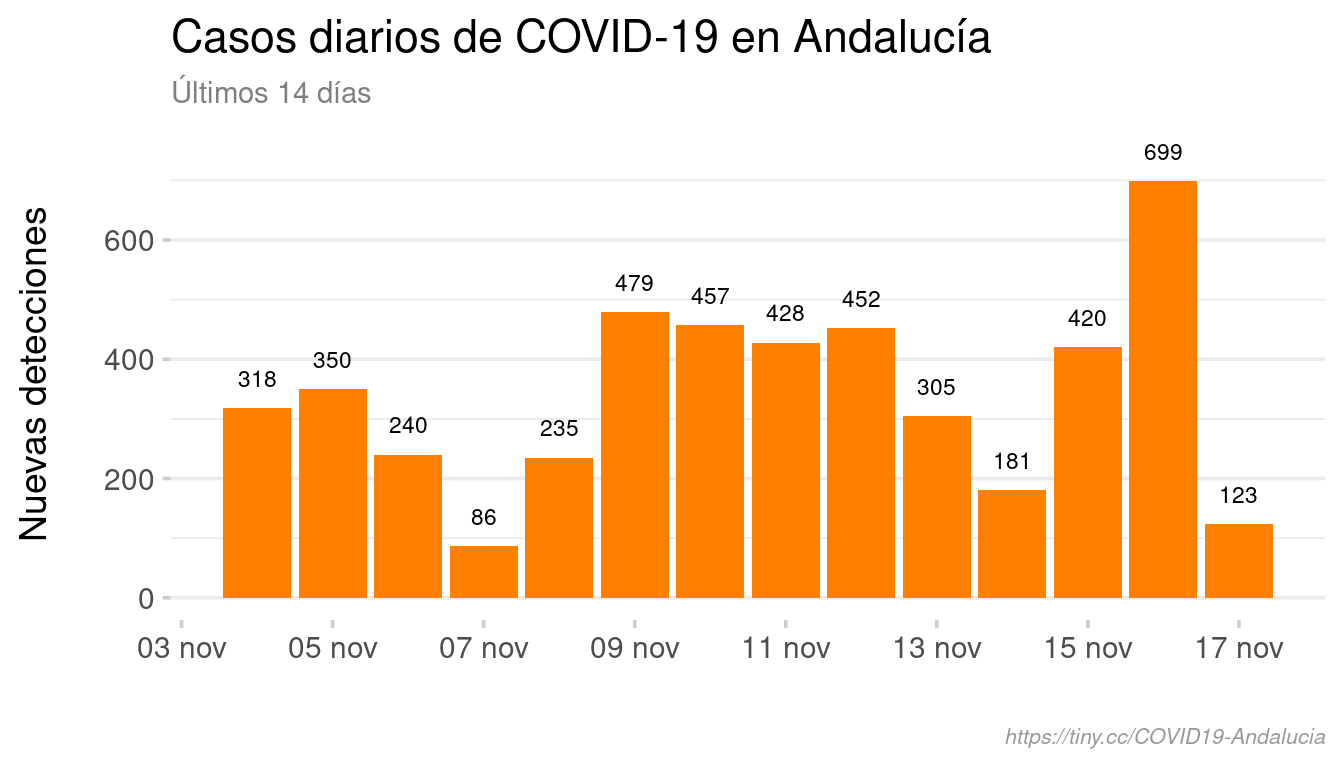 Casos diarios de COVID-19 en Andalucía
Últimos 14 días
Nuevas detecciones
600
400
200
0
318
350
240
86
235
479
457
428
452
305
181
420
699
123
03 nov
05 nov
07 nov
09 nov
11 nov
13 nov
15 nov
17 nov
https://tiny.cc/COVID19-Andalucia